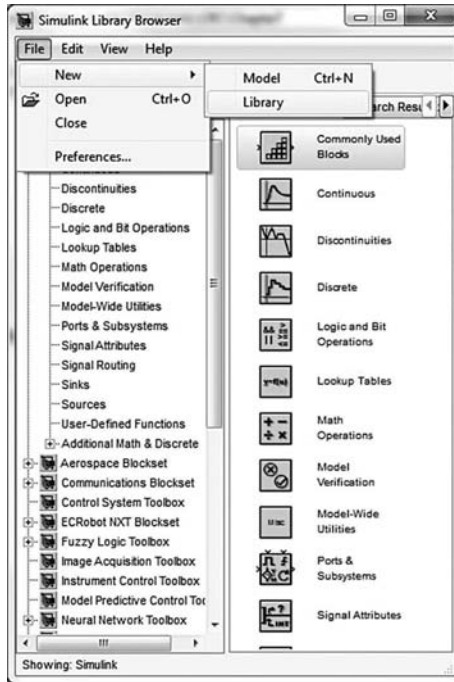 Simulink Library Browser
File Edit View Help
New
Open Ctrl+O
Close
Preferences...
Model Ctrl+N
Library
Discontinuities
Discrete
Logic and Bit Operations
Lookup Tables
Math Operations
Model Verification
Model-Wide Utilities
Ports & Subsystems
Signal Attributes
Signal Routing
Sinks
Sources
User-Defined Functions
Additional Math & Discrete
Aerospace Blockset
Communications Blockset
Control System Toolbox
ECRobot NXT Blockset
Fuzzy Logic Toolbox
Image Acquisition Toolbox
Instrument Control Toolbox
Model Predictive Control Too
Neural Network Toolbox
Commonly Used
Blocks
Continuous
Discontinuities
Discrete
Logic and Bit
Operations
y=f(u)
Lookup Tables
Math
Operations
Model
Verification
Misc
Model-Wide
Utilities
Ports &
Subsystems
Signal Attributes
Showing: Simulink